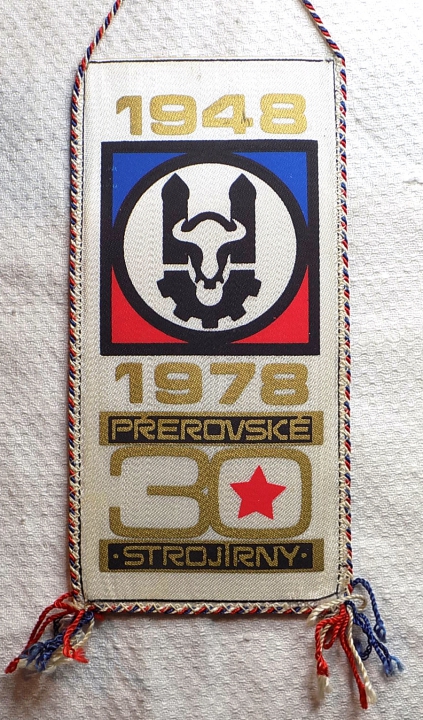 1948
1978
PŘEROVSKÉ
30
·STROJÍRNY·